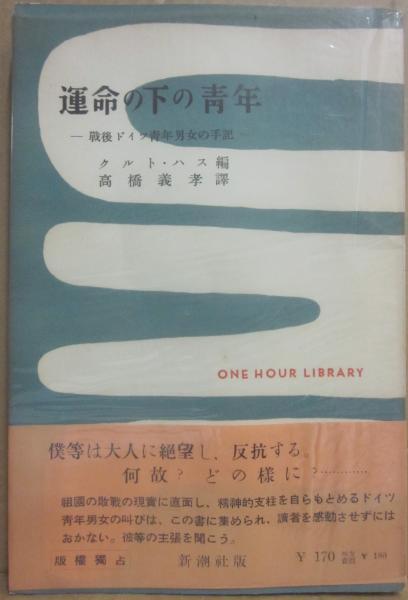 運命の下の青年
―戰後ドイツ青年男女の手記―
クルト・ハス編
高橋義孝譯
ONE HOUR LIBRARY
僕等は大人に絶望し、反抗する。
何故？どの様に？…………
祖國の敗戰の現實に直面し、精神的支柱を自らもとめるドイツ
青年男女の叫びは、この書に集められ、讀者を感動させずには
おかない。彼等の主張を聞こう。
版權獨占 新潮社版 ¥170 地方賣價 ¥180